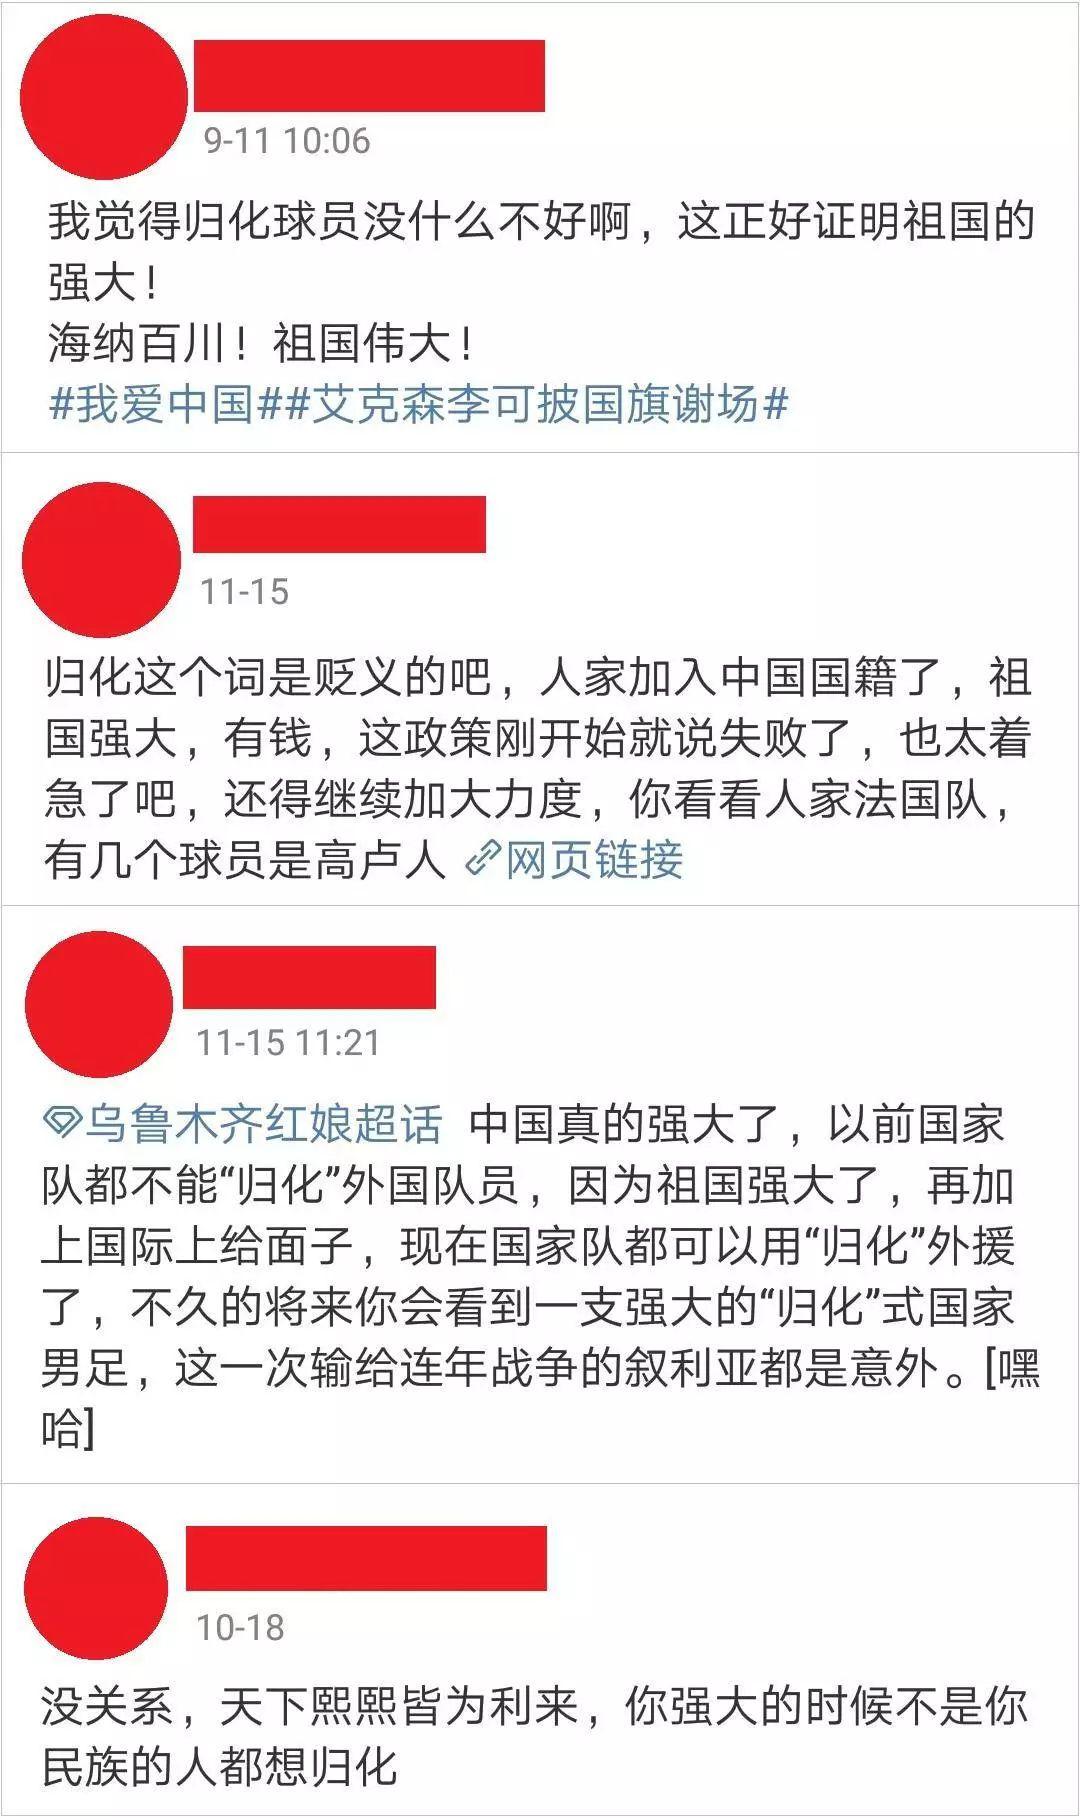 9-11 10:06
我觉得归化球员没什么不好啊，这正好证明祖国的
强大！
海纳百川！祖国伟大！
#我爱中国##艾克森李可披国旗谢场#
11-15
归化这个词是贬义的吧，人家加入中国国籍了，祖
国强大，有钱，这政策刚开始就说失败了，也太着
急了吧，还得继续加大力度，你看看人家法国队，
有几个球员是高卢人 网页链接
11-15 11:21
乌鲁木齐红娘超话 中国真的强大了，以前国家
队都不能“归化”外国队员，因为祖国强大了，再加
上国际上给面子，现在国家队都可以用“归化”外援
了，不久的将来你会看到一支强大的“归化”式国家
男足，这一次输给连年战争的叙利亚都是意外。[嘿
哈]
10-18
没关系，天下熙熙皆为利来，你强大的时候不是你
民族的人都想归化